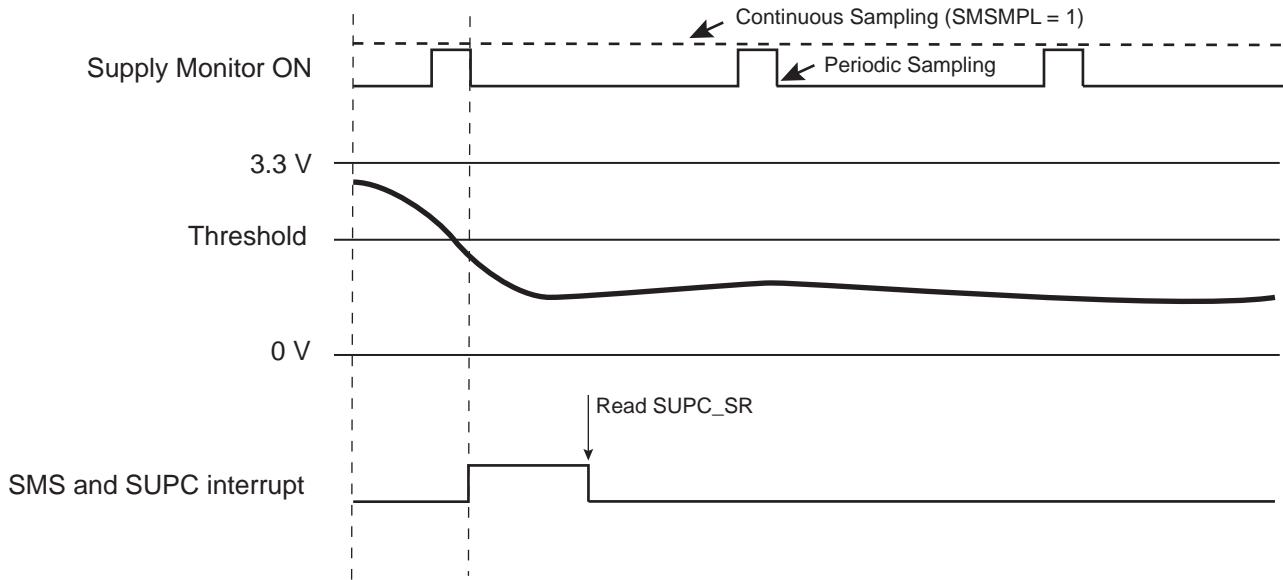 Continuous Sampling (SMSMPL = 1)
Supply Monitor ON
Periodic Sampling
3.3 V
Threshold
0 V
Read SUPC_SR
SMS and SUPC interrupt